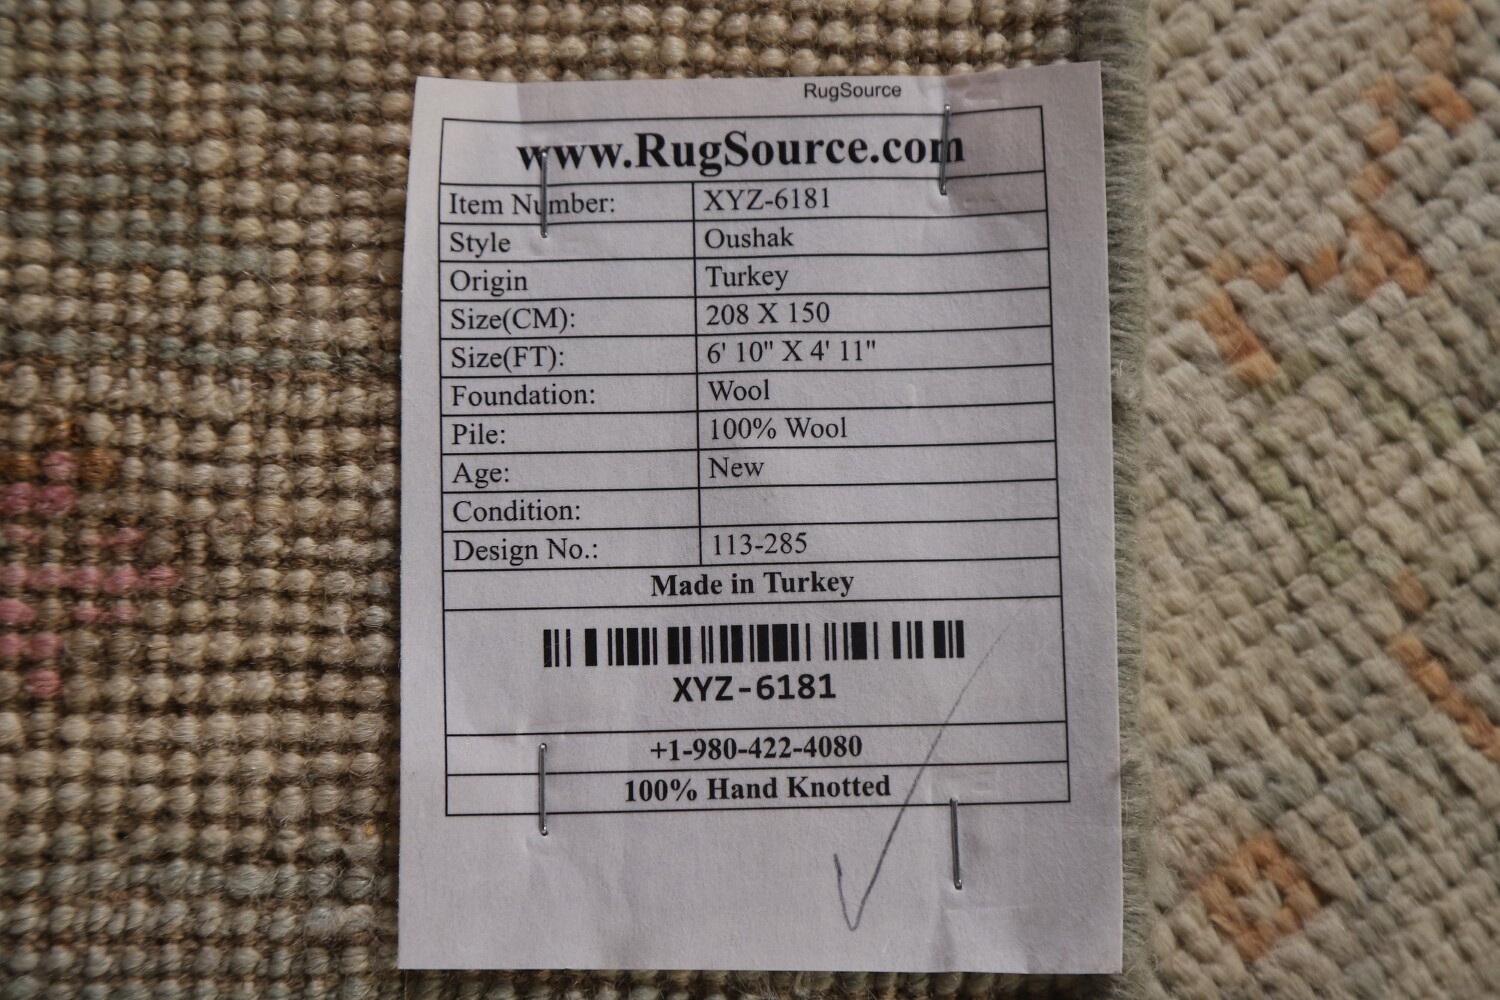 RugSource
www.RugSource.com
Item Number: XYZ-6181
Style Oushak
Origin Turkey
Size(CM): 208 X 150
Size(FT): 6' 10" X 4' 11"
Foundation: Wool
Pile: 100% Wool
Age: New
Condition:
Design No.: 113-285
Made in Turkey
XYZ-6181
+1-980-422-4080
100% Hand Knotted